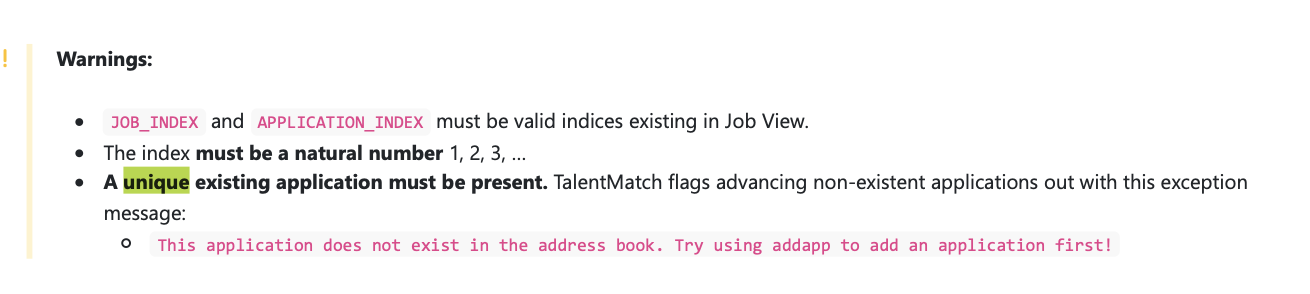 !
Warnings:
• JOB_INDEX and APPLICATION_INDEX must be valid indices existing in Job View.
• The index must be a natural number 1, 2, 3, ...
• A unique existing application must be present. TalentMatch flags advancing non-existent applications out with this exception
message:
○ This application does not exist in the address book. Try using addapp to add an application first!